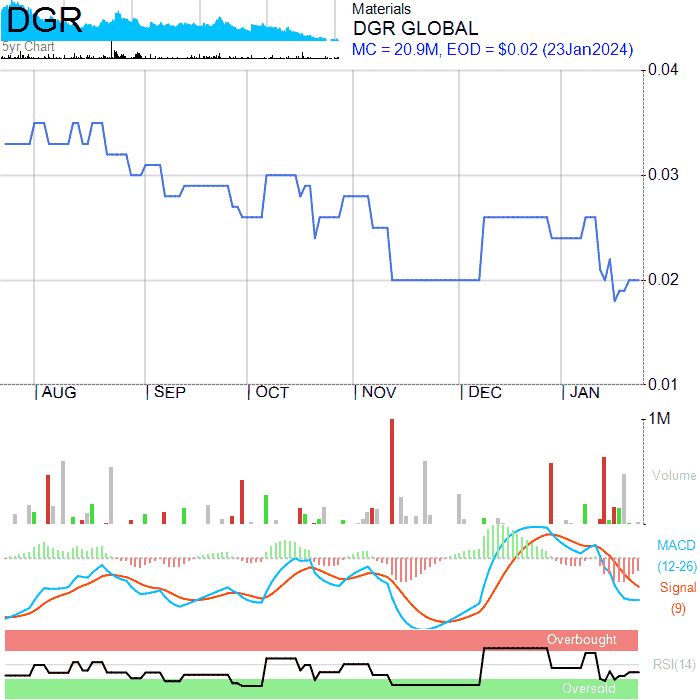 DGR
5yr Chart
Materials
DGR GLOBAL
MC = 20.9M, EOD = $0.02 (23Jan2024)
0.04
0.03
0.02
0.01
AUG SEP OCT NOV DEC JAN
1M
Volume
MACD
(12-26)
Signal
(9)
Overbought
RSI(14)
Oversold